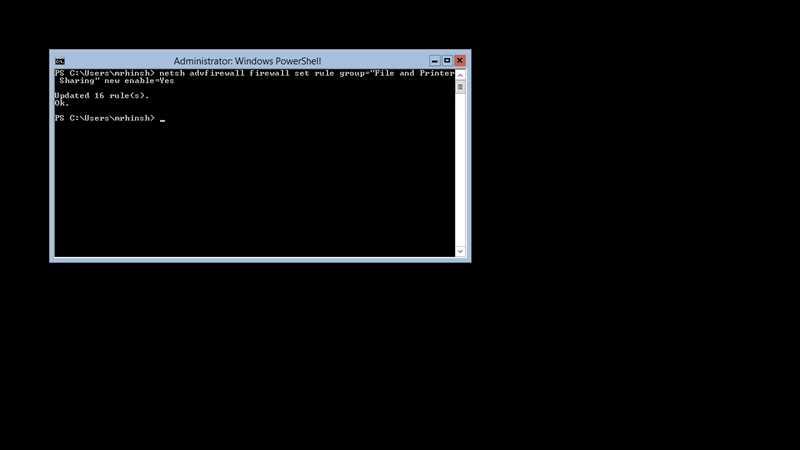 Administrator: Windows PowerShell
PS C:\Users\mrhinsh> netsh advfirewall firewall set rule group="File and Printer
Sharing" new enable=Yes
Updated 16 rule(s).
Ok.
PS C:\Users\mrhinsh> _